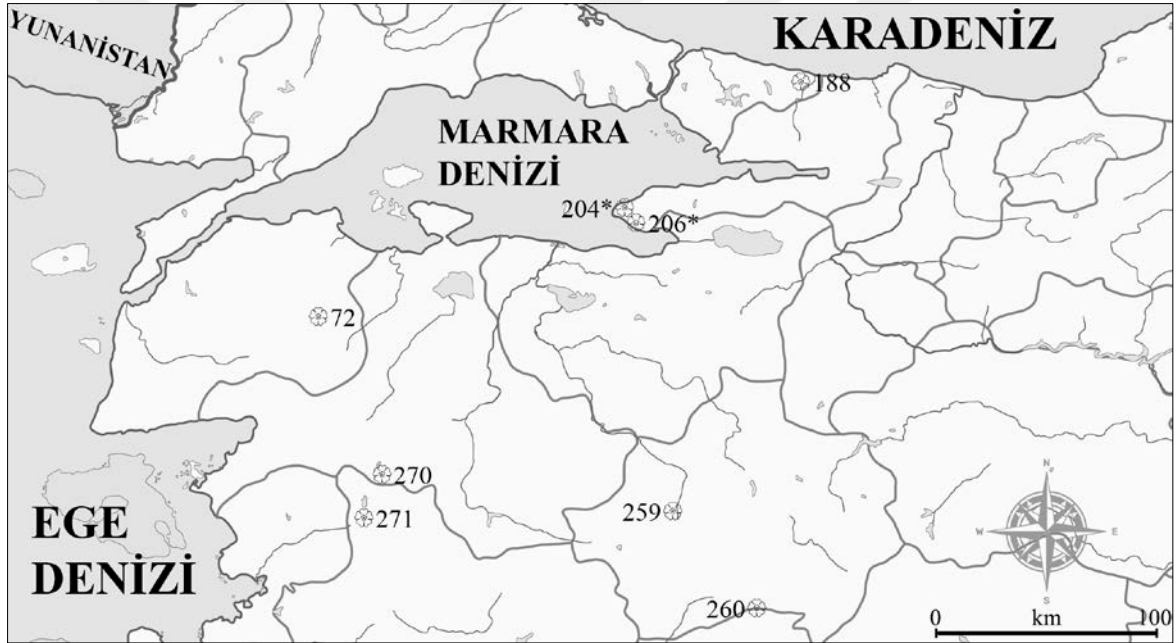 YUNANİSTAN
KARADENİZ
188
MARMARA
DENİZİ
204*
206*
72
270
271
259
260
EGE
DENİZİ
N
W
E
S
0 km 100